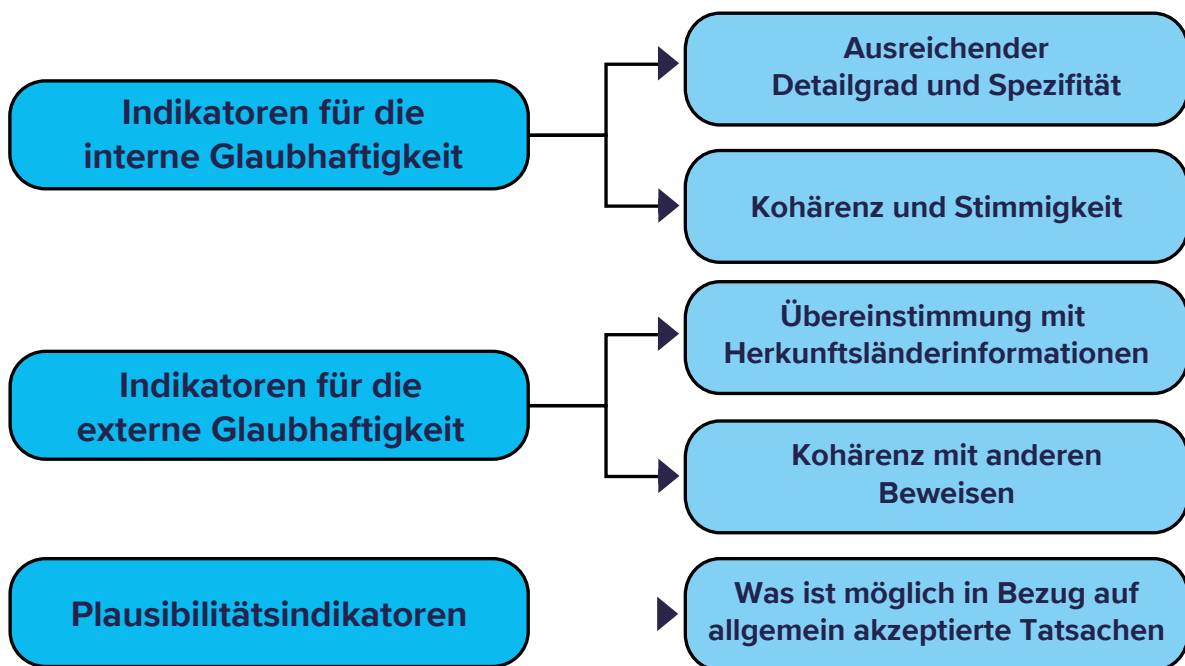 Indikatoren für die
interne Glaubhaftigkeit
Ausreichender
Detailgrad und Spezifität
Kohärenz und Stimmigkeit
Indikatoren für die
externe Glaubhaftigkeit
Übereinstimmung mit
Herkunftsländerinformationen
Kohärenz mit anderen
Beweisen
Plausibilitätsindikatoren
Was ist möglich in Bezug auf
allgemein akzeptierte Tatsachen